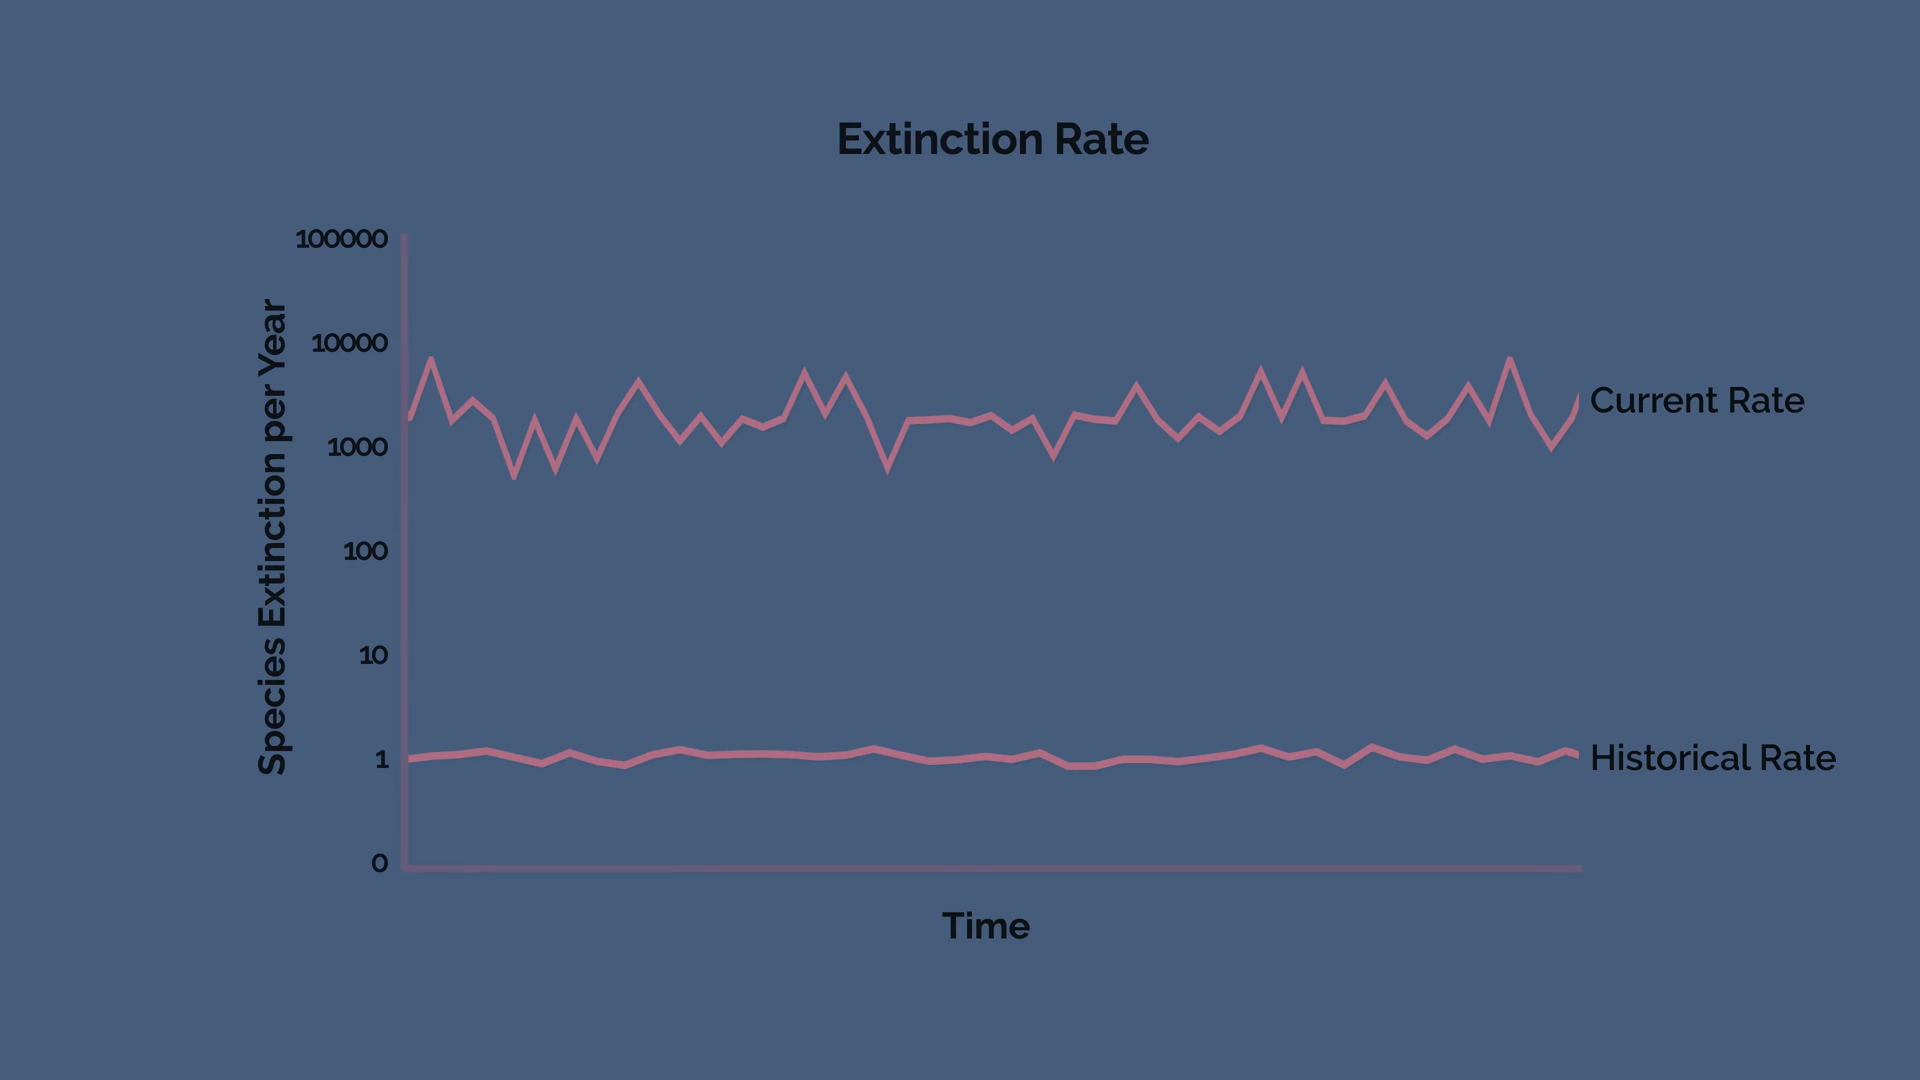 Extinction Rate
100000
10000
1000
100
10
1
0
Species Extinction per Year
Current Rate
Historical Rate
Time